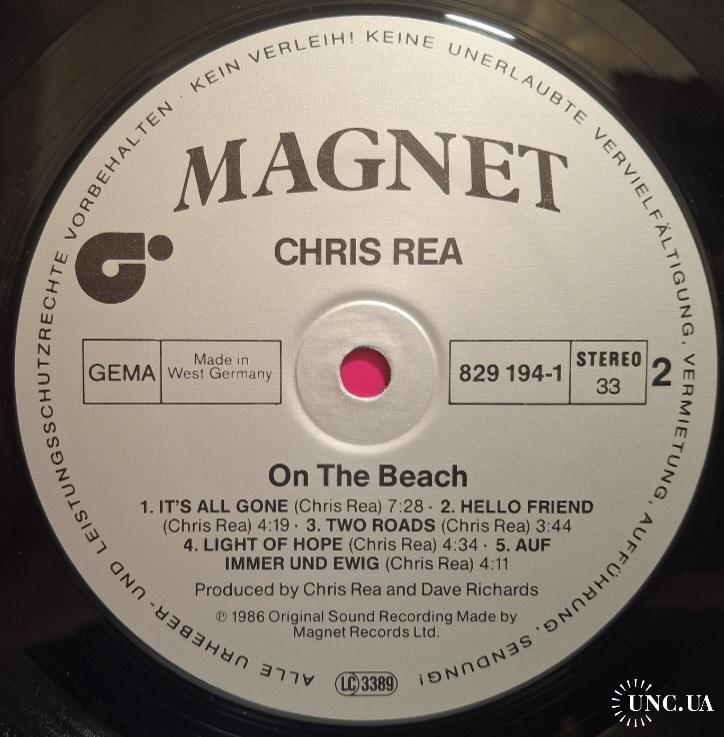 ALLE URHEBER- UND LEISTUNGSSCHUTZRECHTE VORBEHALTEN · KEIN VERLEIH! KEINE UNERLAUBTE VERVIELFÄLTIGUNG, VERMIETUNG, AUFFÜHRUNG, SENDUNG!
MAGNET
CHRIS REA
GEMA
Made in
West Germany
829 194-1
STEREO
33
2
On The Beach
1. IT'S ALL GONE (Chris Rea) 7:28 · 2. HELLO FRIEND
(Chris Rea) 4:19 · 3. TWO ROADS (Chris Rea) 3:44
4. LIGHT OF HOPE (Chris Rea) 4:34 · 5. AUF
IMMER UND EWIG (Chris Rea) 4:11
Produced by Chris Rea and Dave Richards
℗ 1986 Original Sound Recording Made by
Magnet Records Ltd.
LC 3389
UNC.UA